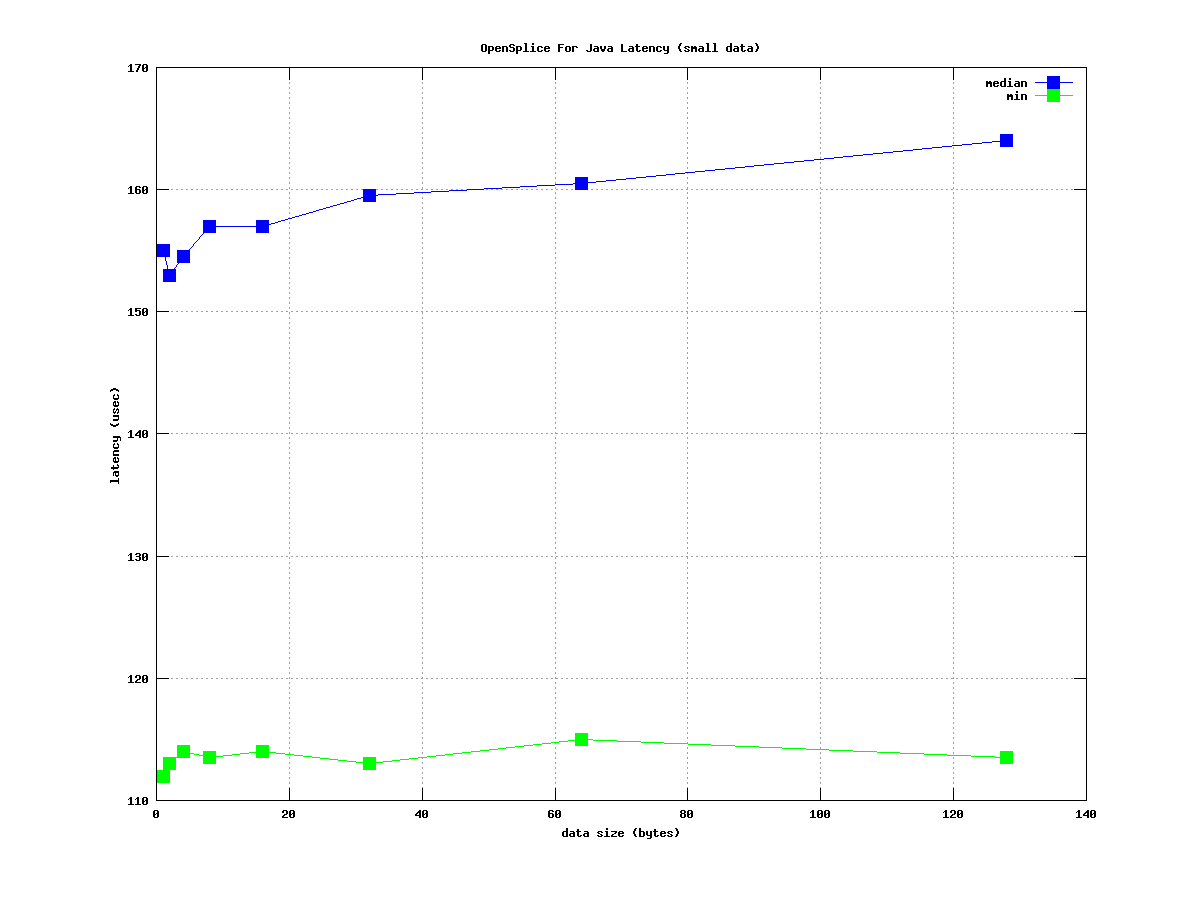 OpenSplice For Java Latency (small data)
170
160
150
140
130
120
110
latency (usec)
median
min
0 20 40 60 80 100 120 140
data size (bytes)